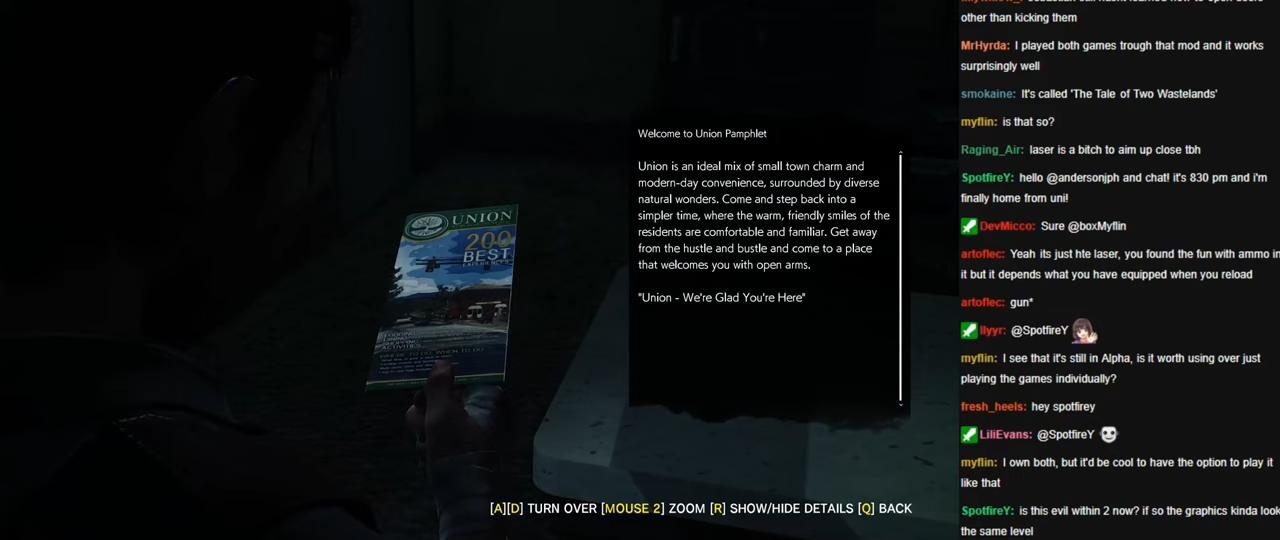 Welcome to Union Pamphlet
Union is an ideal mix of small town charm and
modern-day convenience, surrounded by diverse
natural wonders. Come and step back into a
simpler time, where the warm, friendly smiles of the
residents are comfortable and familiar. Get away
from the hustle and bustle and come to a place
that welcomes you with open arms.
"Union - We're Glad You're Here"
UNION
200
BEST
WHERE TO GO, WHEN TO GO
[A][D] TURN OVER [MOUSE 2] ZOOM [R] SHOW/HIDE DETAILS [Q] BACK
other than kicking them
MrHyrda: I played both games trough that mod and it works
surprisingly well
smokaine: It's called 'The Tale of Two Wastelands'
myflin: is that so?
Raging_Air: laser is a bitch to aim up close tbh
SpotfireY: hello @andersonjph and chat! it's 830 pm and i'm
finally home from uni!
DevMicco: Sure @boxMyflin
artoflec: Yeah its just hte laser, you found the fun with ammo in
it but it depends what you have equipped when you reload
artoflec: gun*
llyyr: @SpotfireY
myflin: I see that it's still in Alpha, is it worth using over just
playing the games individually?
fresh_heels: hey spotfirey
LiliEvans: @SpotfireY
myflin: I own both, but it'd be cool to have the option to play it
like that
SpotfireY: is this evil within 2 now? if so the graphics kinda look
the same level